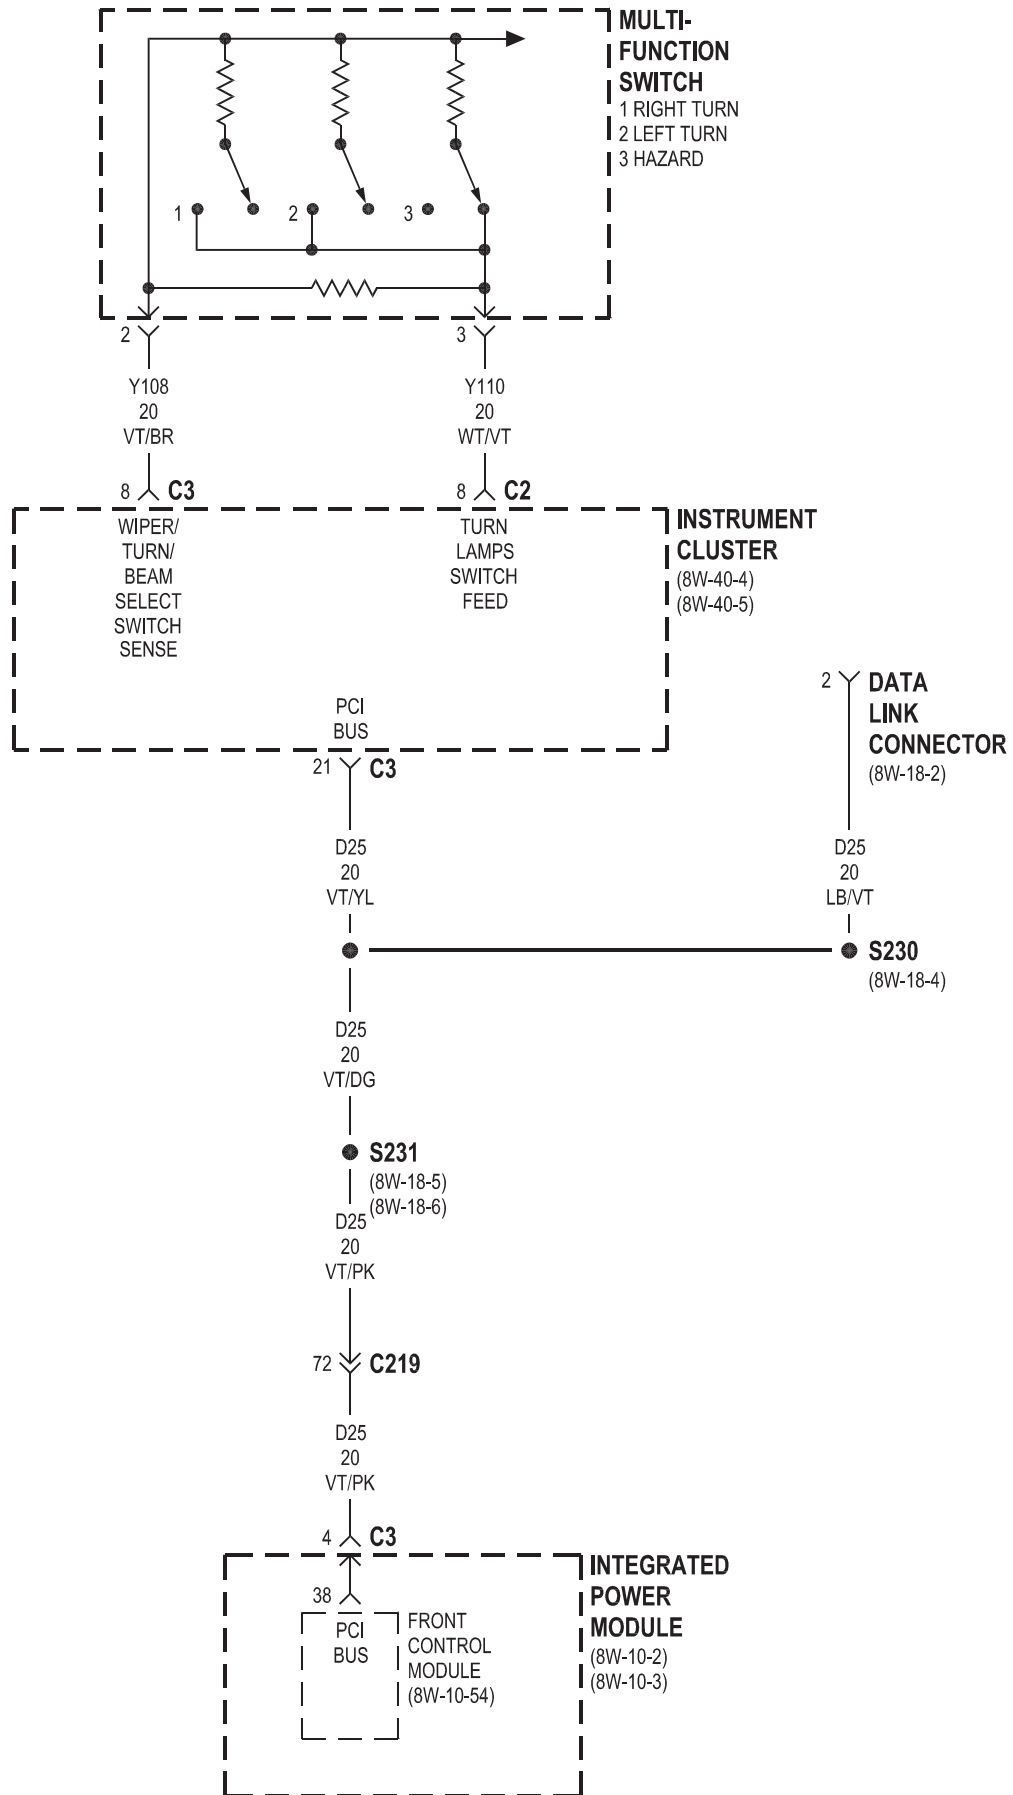 MULTI-
FUNCTION
SWITCH
1 RIGHT TURN
2 LEFT TURN
3 HAZARD
1
2
3
2
3
Y108
20
VT/BR
Y110
20
WT/VT
8
C3
8
C2
WIPER/
TURN/
BEAM
SELECT
SWITCH
SENSE
TURN
LAMPS
SWITCH
FEED
INSTRUMENT
CLUSTER
(8W-40-4)
(8W-40-5)
PCI
BUS
21
C3
2
DATA
LINK
CONNECTOR
(8W-18-2)
D25
20
VT/YL
D25
20
LB/VT
S230
(8W-18-4)
D25
20
VT/DG
S231
(8W-18-5)
(8W-18-6)
D25
20
VT/PK
72
C219
D25
20
VT/PK
4
C3
INTEGRATED
POWER
MODULE
(8W-10-2)
(8W-10-3)
38
PCI
BUS
FRONT
CONTROL
MODULE
(8W-10-54)